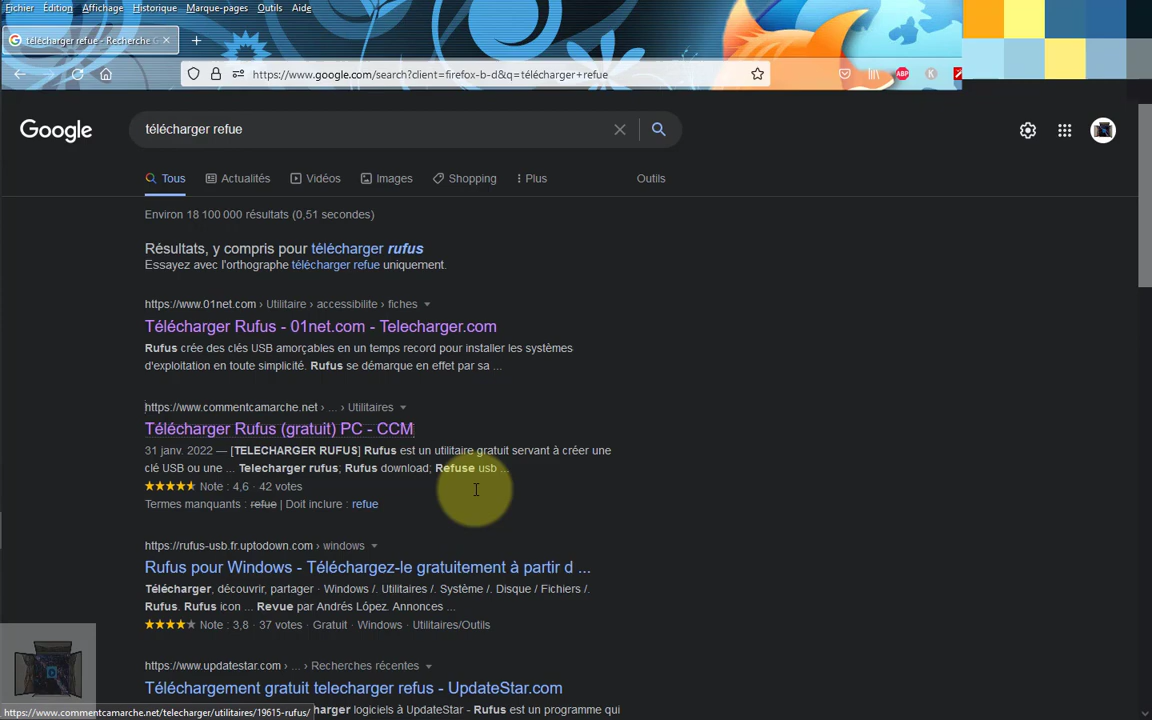 Fichier Édition Affichage Historique Marque-pages Outils Aide
télécharger refue - Recherche G
https://www.google.com/search?client=firefox-b-d&q=télécharger+refue
ABP
K
Google
télécharger refue
Tous Actualités Vidéos Images Shopping Plus Outils
Environ 18 100 000 résultats (0,51 secondes)
Résultats, y compris pour télécharger rufus
Essayez avec l'orthographe télécharger refue uniquement.
https://www.01net.com › Utilitaire › accessibilite › fiches
Télécharger Rufus - 01net.com - Telecharger.com
Rufus crée des clés USB amorçables en un temps record pour installer les systèmes
d'exploitation en toute simplicité. Rufus se démarque en effet par sa ...
https://www.commentcamarche.net › ... › Utilitaires
Télécharger Rufus (gratuit) PC - CCM
31 janv. 2022 — [TELECHARGER RUFUS] Rufus est un utilitaire gratuit servant à créer une
clé USB ou une ... Telecharger rufus; Rufus download; Refuse usb ...
Note : 4,6 · 42 votes
Termes manquants : refue | Doit inclure : refue
https://rufus-usb.fr.uptodown.com › windows
Rufus pour Windows - Téléchargez-le gratuitement à partir d ...
Télécharger, découvrir, partager · Windows /. Utilitaires /. Système /. Disque / Fichiers /.
Rufus. Rufus icon ... Revue par Andrés López. Annonces ...
Note : 3,8 · 37 votes · Gratuit · Windows · Utilitaires/Outils
https://www.updatestar.com › ... › Recherches récentes
Téléchargement gratuit telecharger refus - UpdateStar.com
charger logiciels à UpdateStar - Rufus est un programme qui
D
https://www.commentcamarche.net/telecharger/utilitaires/19615-rufus/